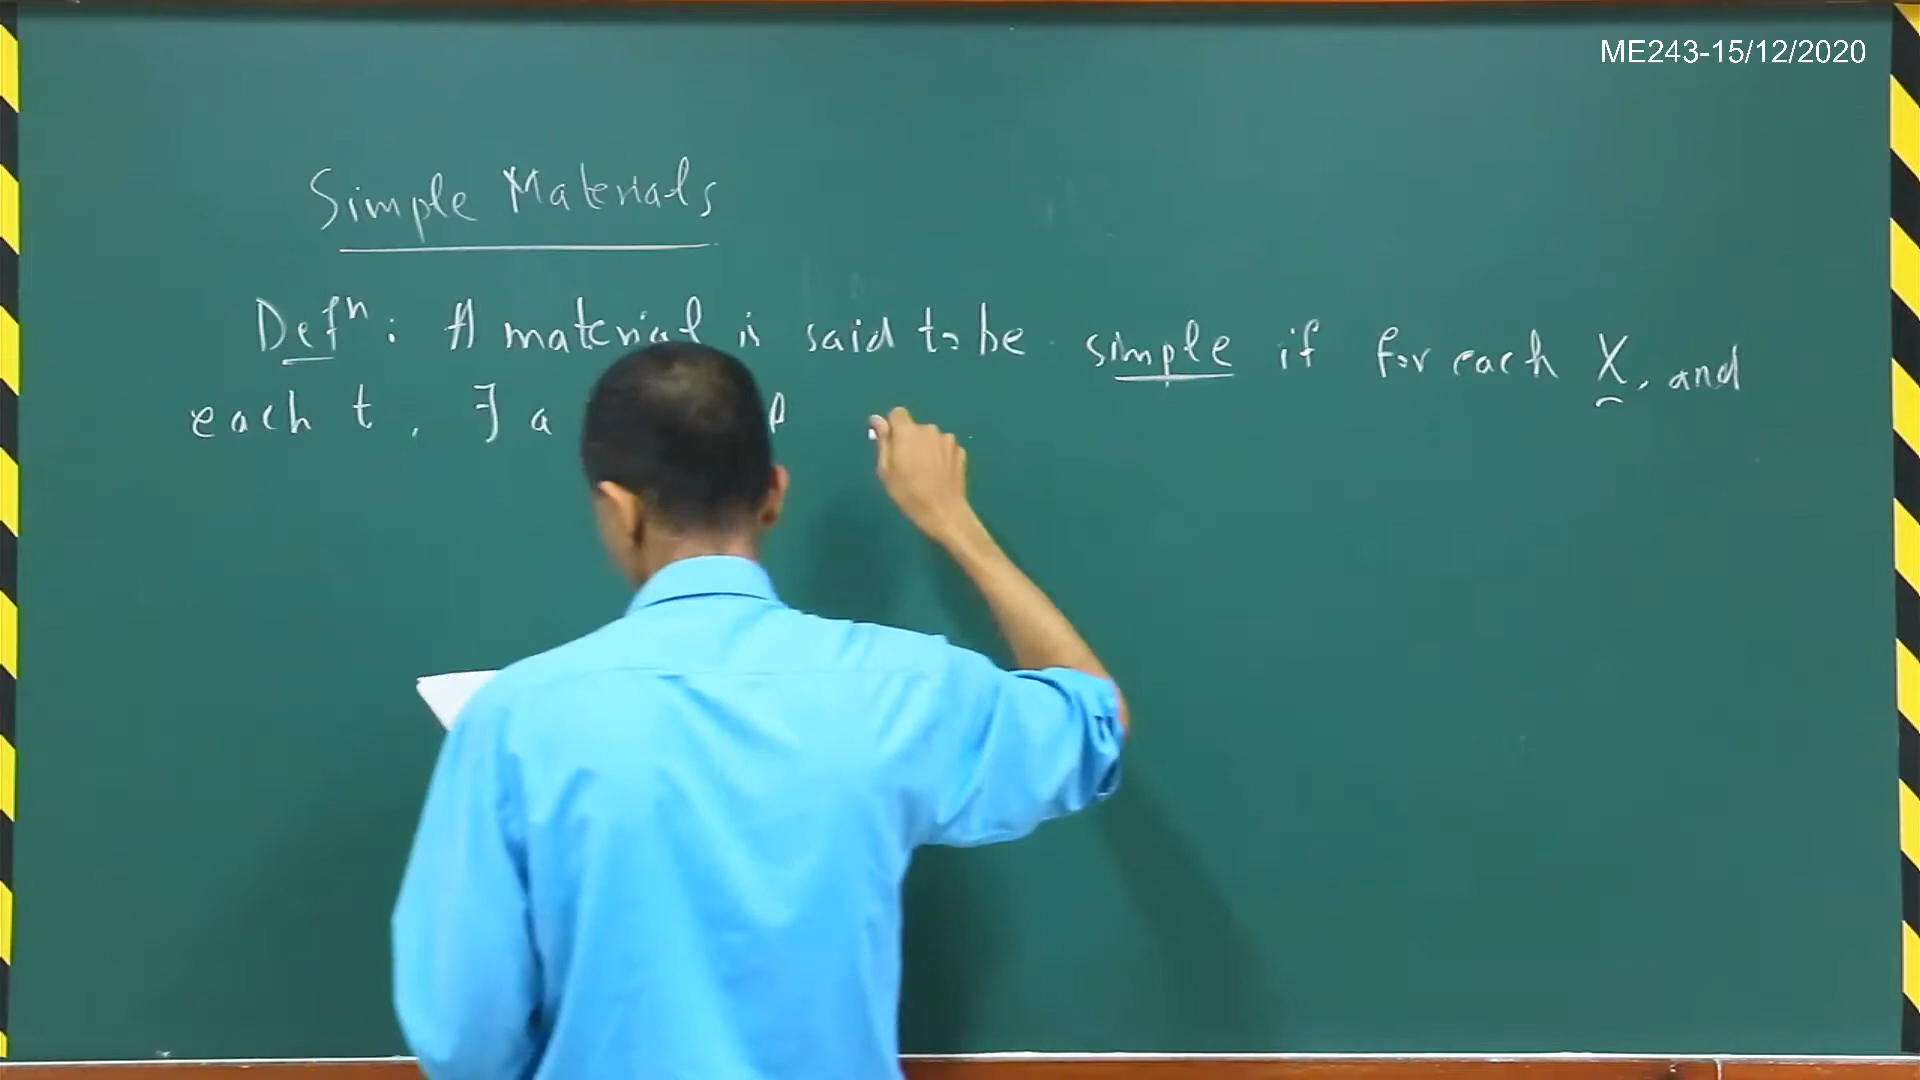 ME243-15/12/2020
Simple Materials
Defⁿ: A material is said to be simple if for each X, and
each t, ∃ a